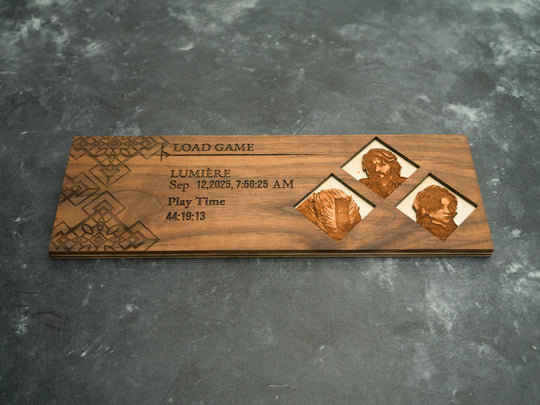 LOAD GAME
LUMIÈRE
Sep 12,2025, 7:56:25 AM
Play Time
44:19:13